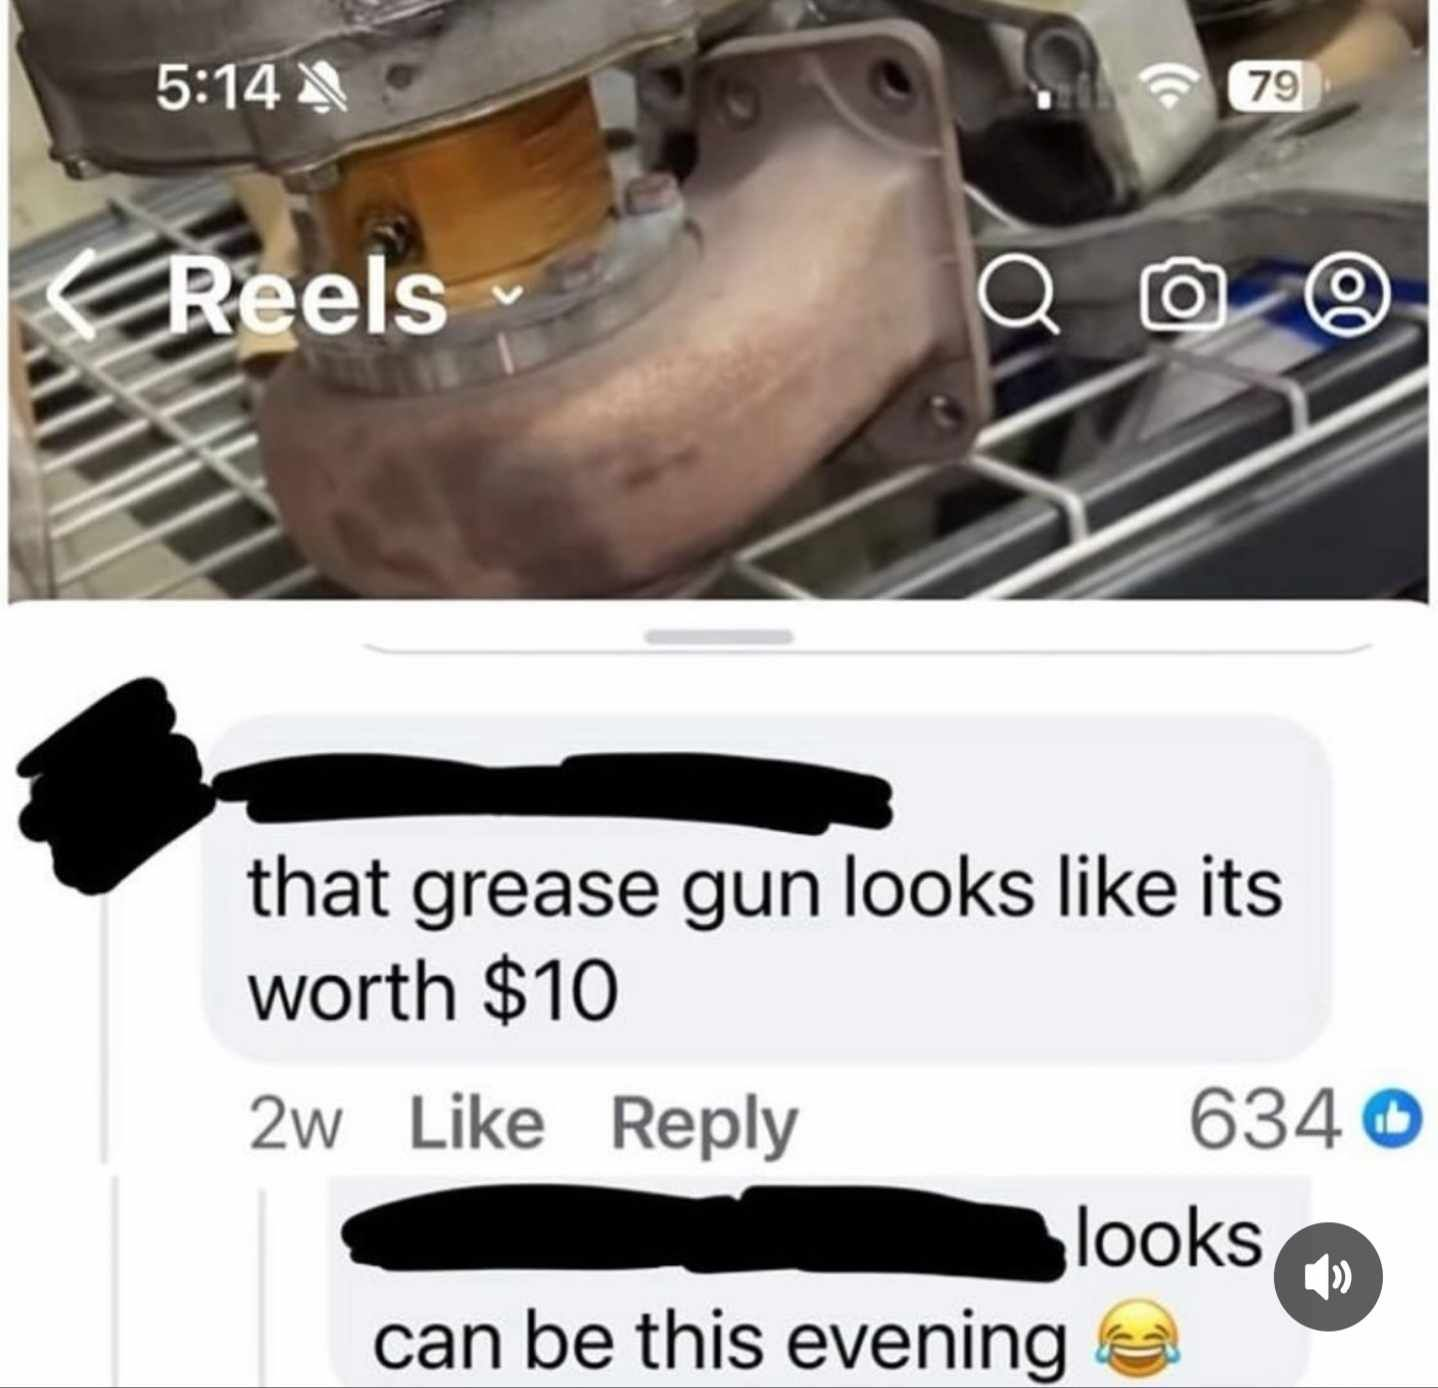 5:14
79
Reels
that grease gun looks like its
worth $10
2w Like Reply 634
looks
can be this evening 😂